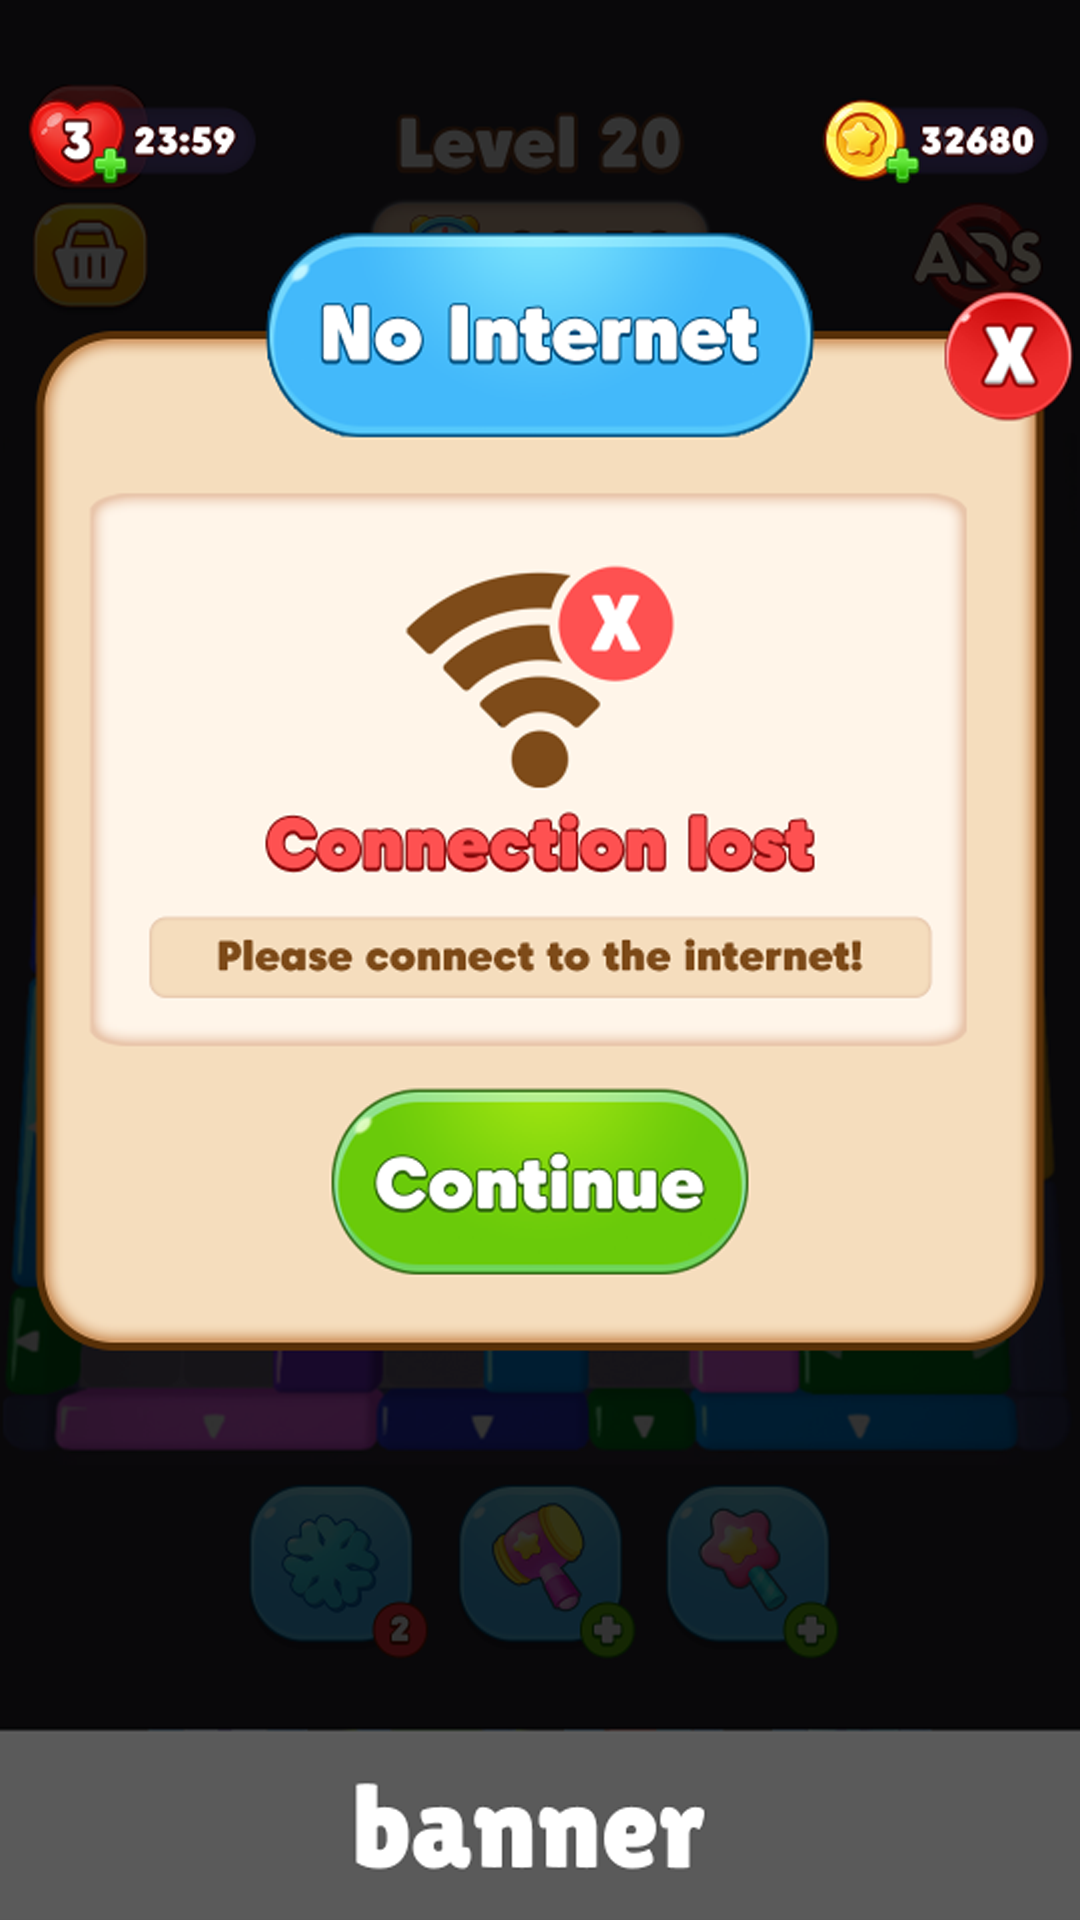 3
23:59
Level 20
32680
ADS
No Internet
X
X
Connection lost
Please connect to the internet!
Continue
2
banner